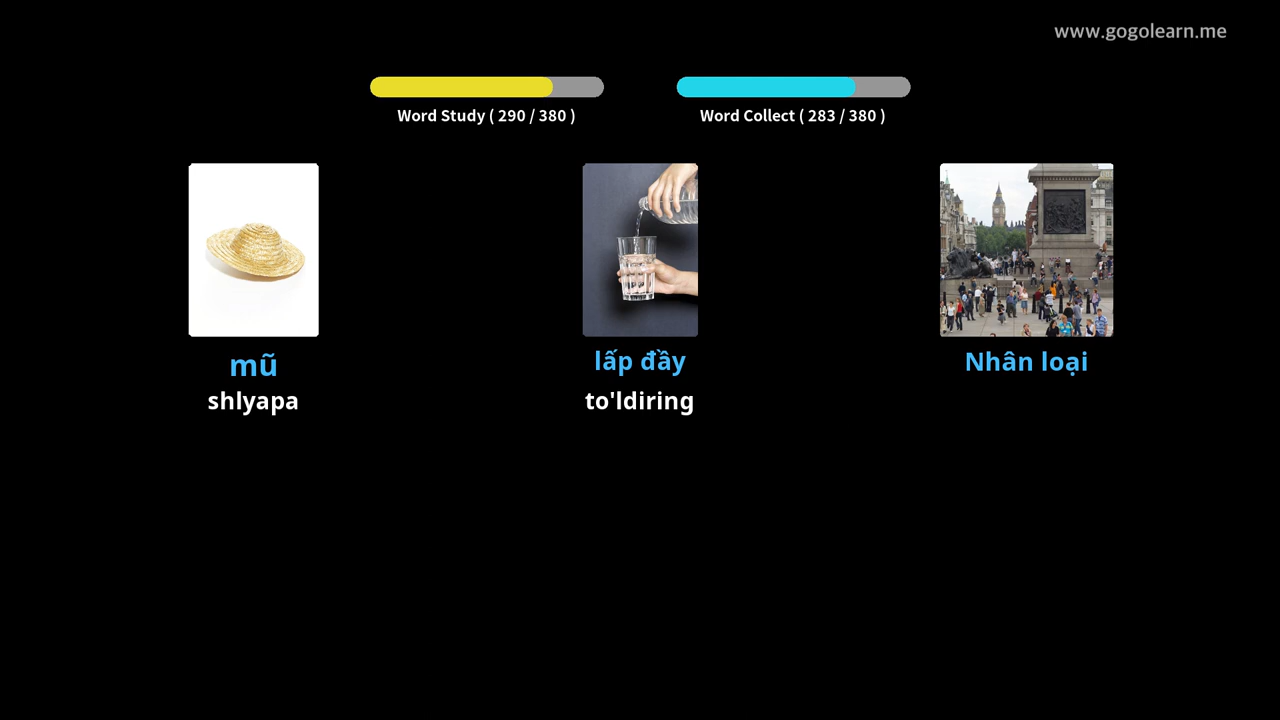 www.gogolearn.me
Word Study ( 290 / 380 )
Word Collect ( 283 / 380 )
mũ
shlyapa
lấp đầy
to'ldiring
Nhân loại